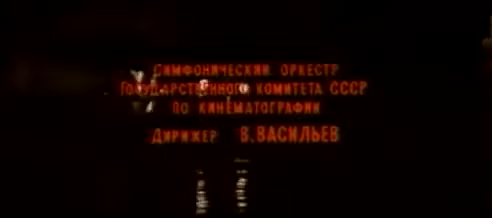 Симфонический оркестр
Государственного комитета СССР
по кинематографии
Дирижер В.Васильев